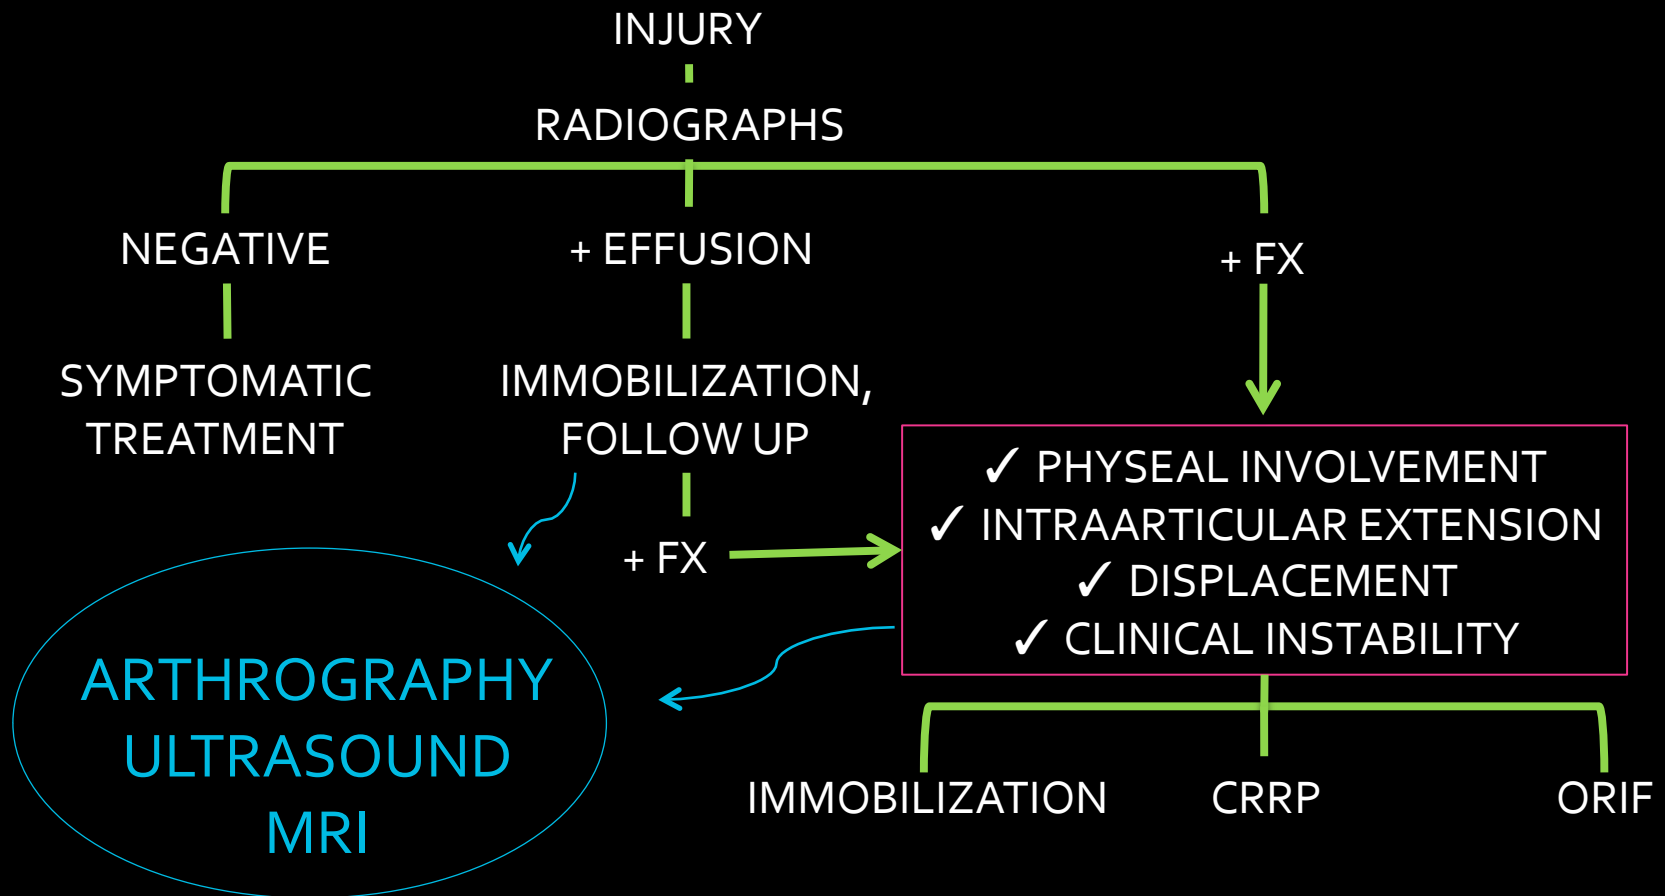 INJURY
RADIOGRAPHS
NEGATIVE
+ EFFUSION
+ FX
SYMPTOMATIC
TREATMENT
IMMOBILIZATION,
FOLLOW UP
+ FX
✓ PHYSEAL INVOLVEMENT
✓ INTRAARTICULAR EXTENSION
✓ DISPLACEMENT
✓ CLINICAL INSTABILITY
ARTHROGRAPHY
ULTRASOUND
MRI
IMMOBILIZATION
CRRP
ORIF